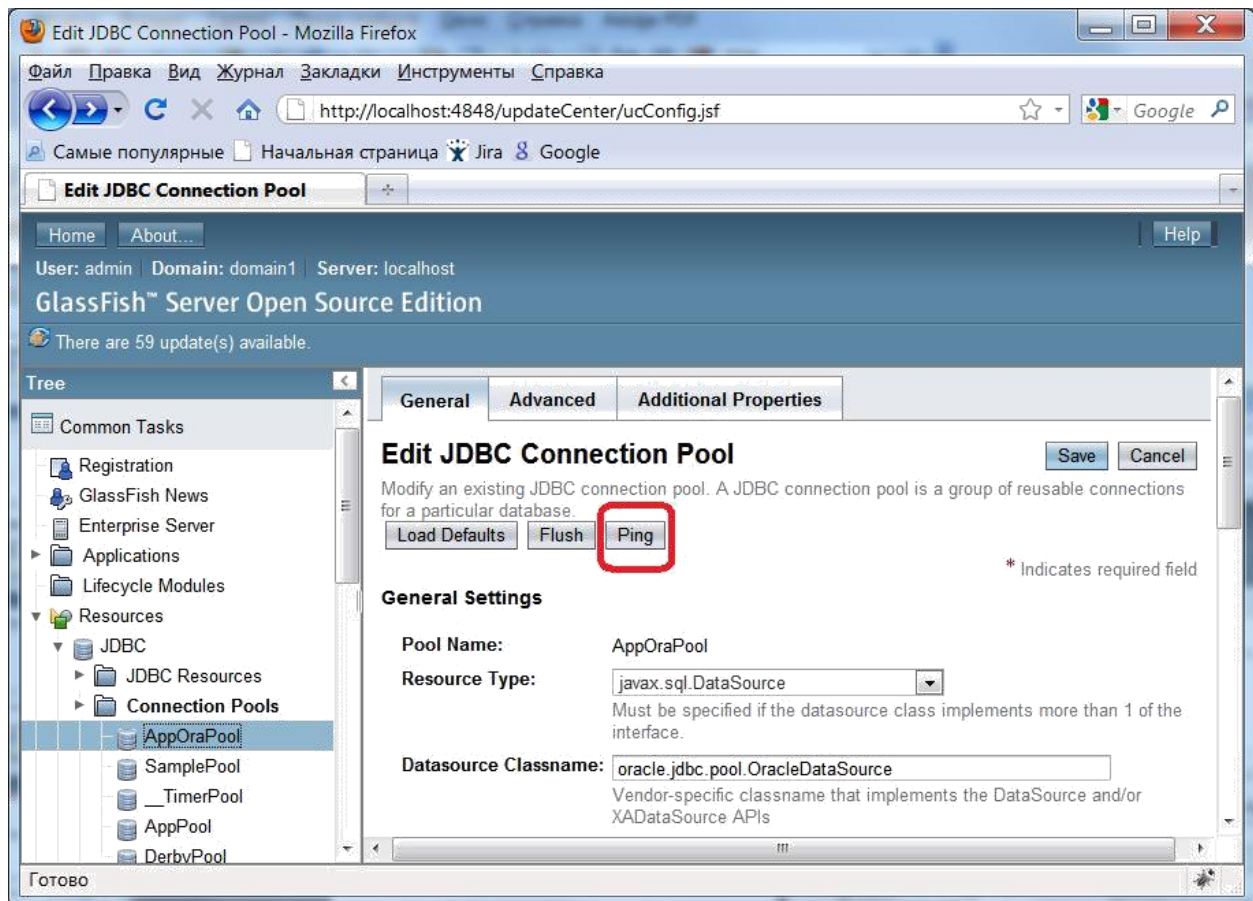 Edit JDBC Connection Pool - Mozilla Firefox
Файл Правка Вид Журнал Закладки Инструменты Справка
http://localhost:4848/updateCenter/ucConfig.jsf Google
Самые популярные Начальная страница Jira Google
Edit JDBC Connection Pool
Home About... Help
User: admin Domain: domain1 Server: localhost
GlassFish™ Server Open Source Edition
There are 59 update(s) available.
Tree
Common Tasks
Registration
GlassFish News
Enterprise Server
Applications
Lifecycle Modules
Resources
JDBC
JDBC Resources
Connection Pools
AppOraPool
SamplePool
__TimerPool
AppPool
DerbyPool
General Advanced Additional Properties
Edit JDBC Connection Pool Save Cancel
Modify an existing JDBC connection pool. A JDBC connection pool is a group of reusable connections
for a particular database.
Load Defaults Flush Ping
* Indicates required field
General Settings
Pool Name: AppOraPool
Resource Type: javax.sql.DataSource
Must be specified if the datasource class implements more than 1 of the
interface.
Datasource Classname: oracle.jdbc.pool.OracleDataSource
Vendor-specific classname that implements the DataSource and/or
XADataSource APIs
Готово